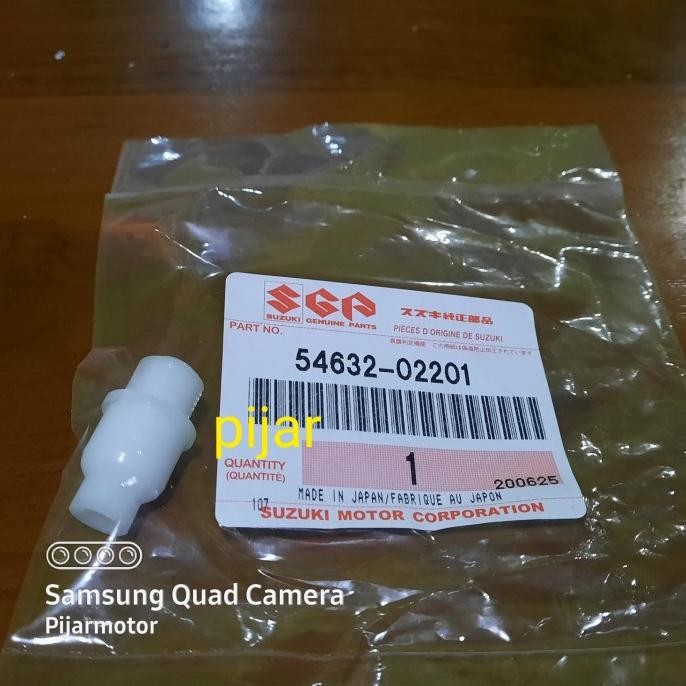 SGP
SUZUKI GENUINE PARTS
スズキ純正部品
PIÈCES D'ORIGINE DE SUZUKI
PART NO.
54632-02201
pijar
QUANTITY
(QUANTITÉ)
1
200625
MADE IN JAPAN/FABRIQUE AU JAPON
107
SUZUKI MOTOR CORPORATION
Samsung Quad Camera
Pijarmotor